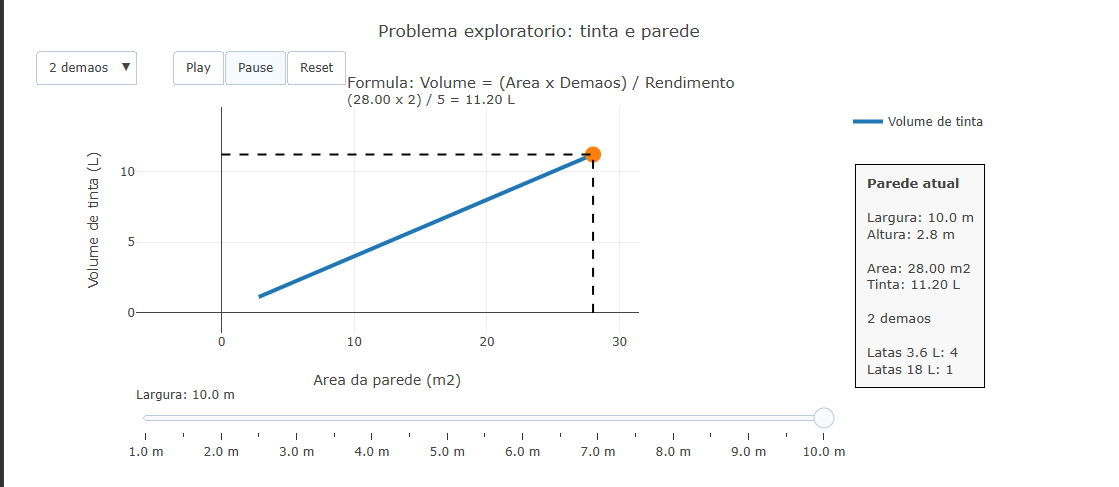 Problema exploratorio: tinta e parede
2 demaos ▼
Play
Pause
Reset
Formula: Volume = (Area x Demaos) / Rendimento
(28.00 x 2) / 5 = 11.20 L
Volume de tinta
Volume de tinta (L)
10
5
0
0
10
20
30
Area da parede (m2)
Parede atual
Largura: 10.0 m
Altura: 2.8 m
Area: 28.00 m2
Tinta: 11.20 L
2 demaos
Latas 3.6 L: 4
Latas 18 L: 1
Largura: 10.0 m
1.0 m
2.0 m
3.0 m
4.0 m
5.0 m
6.0 m
7.0 m
8.0 m
9.0 m
10.0 m